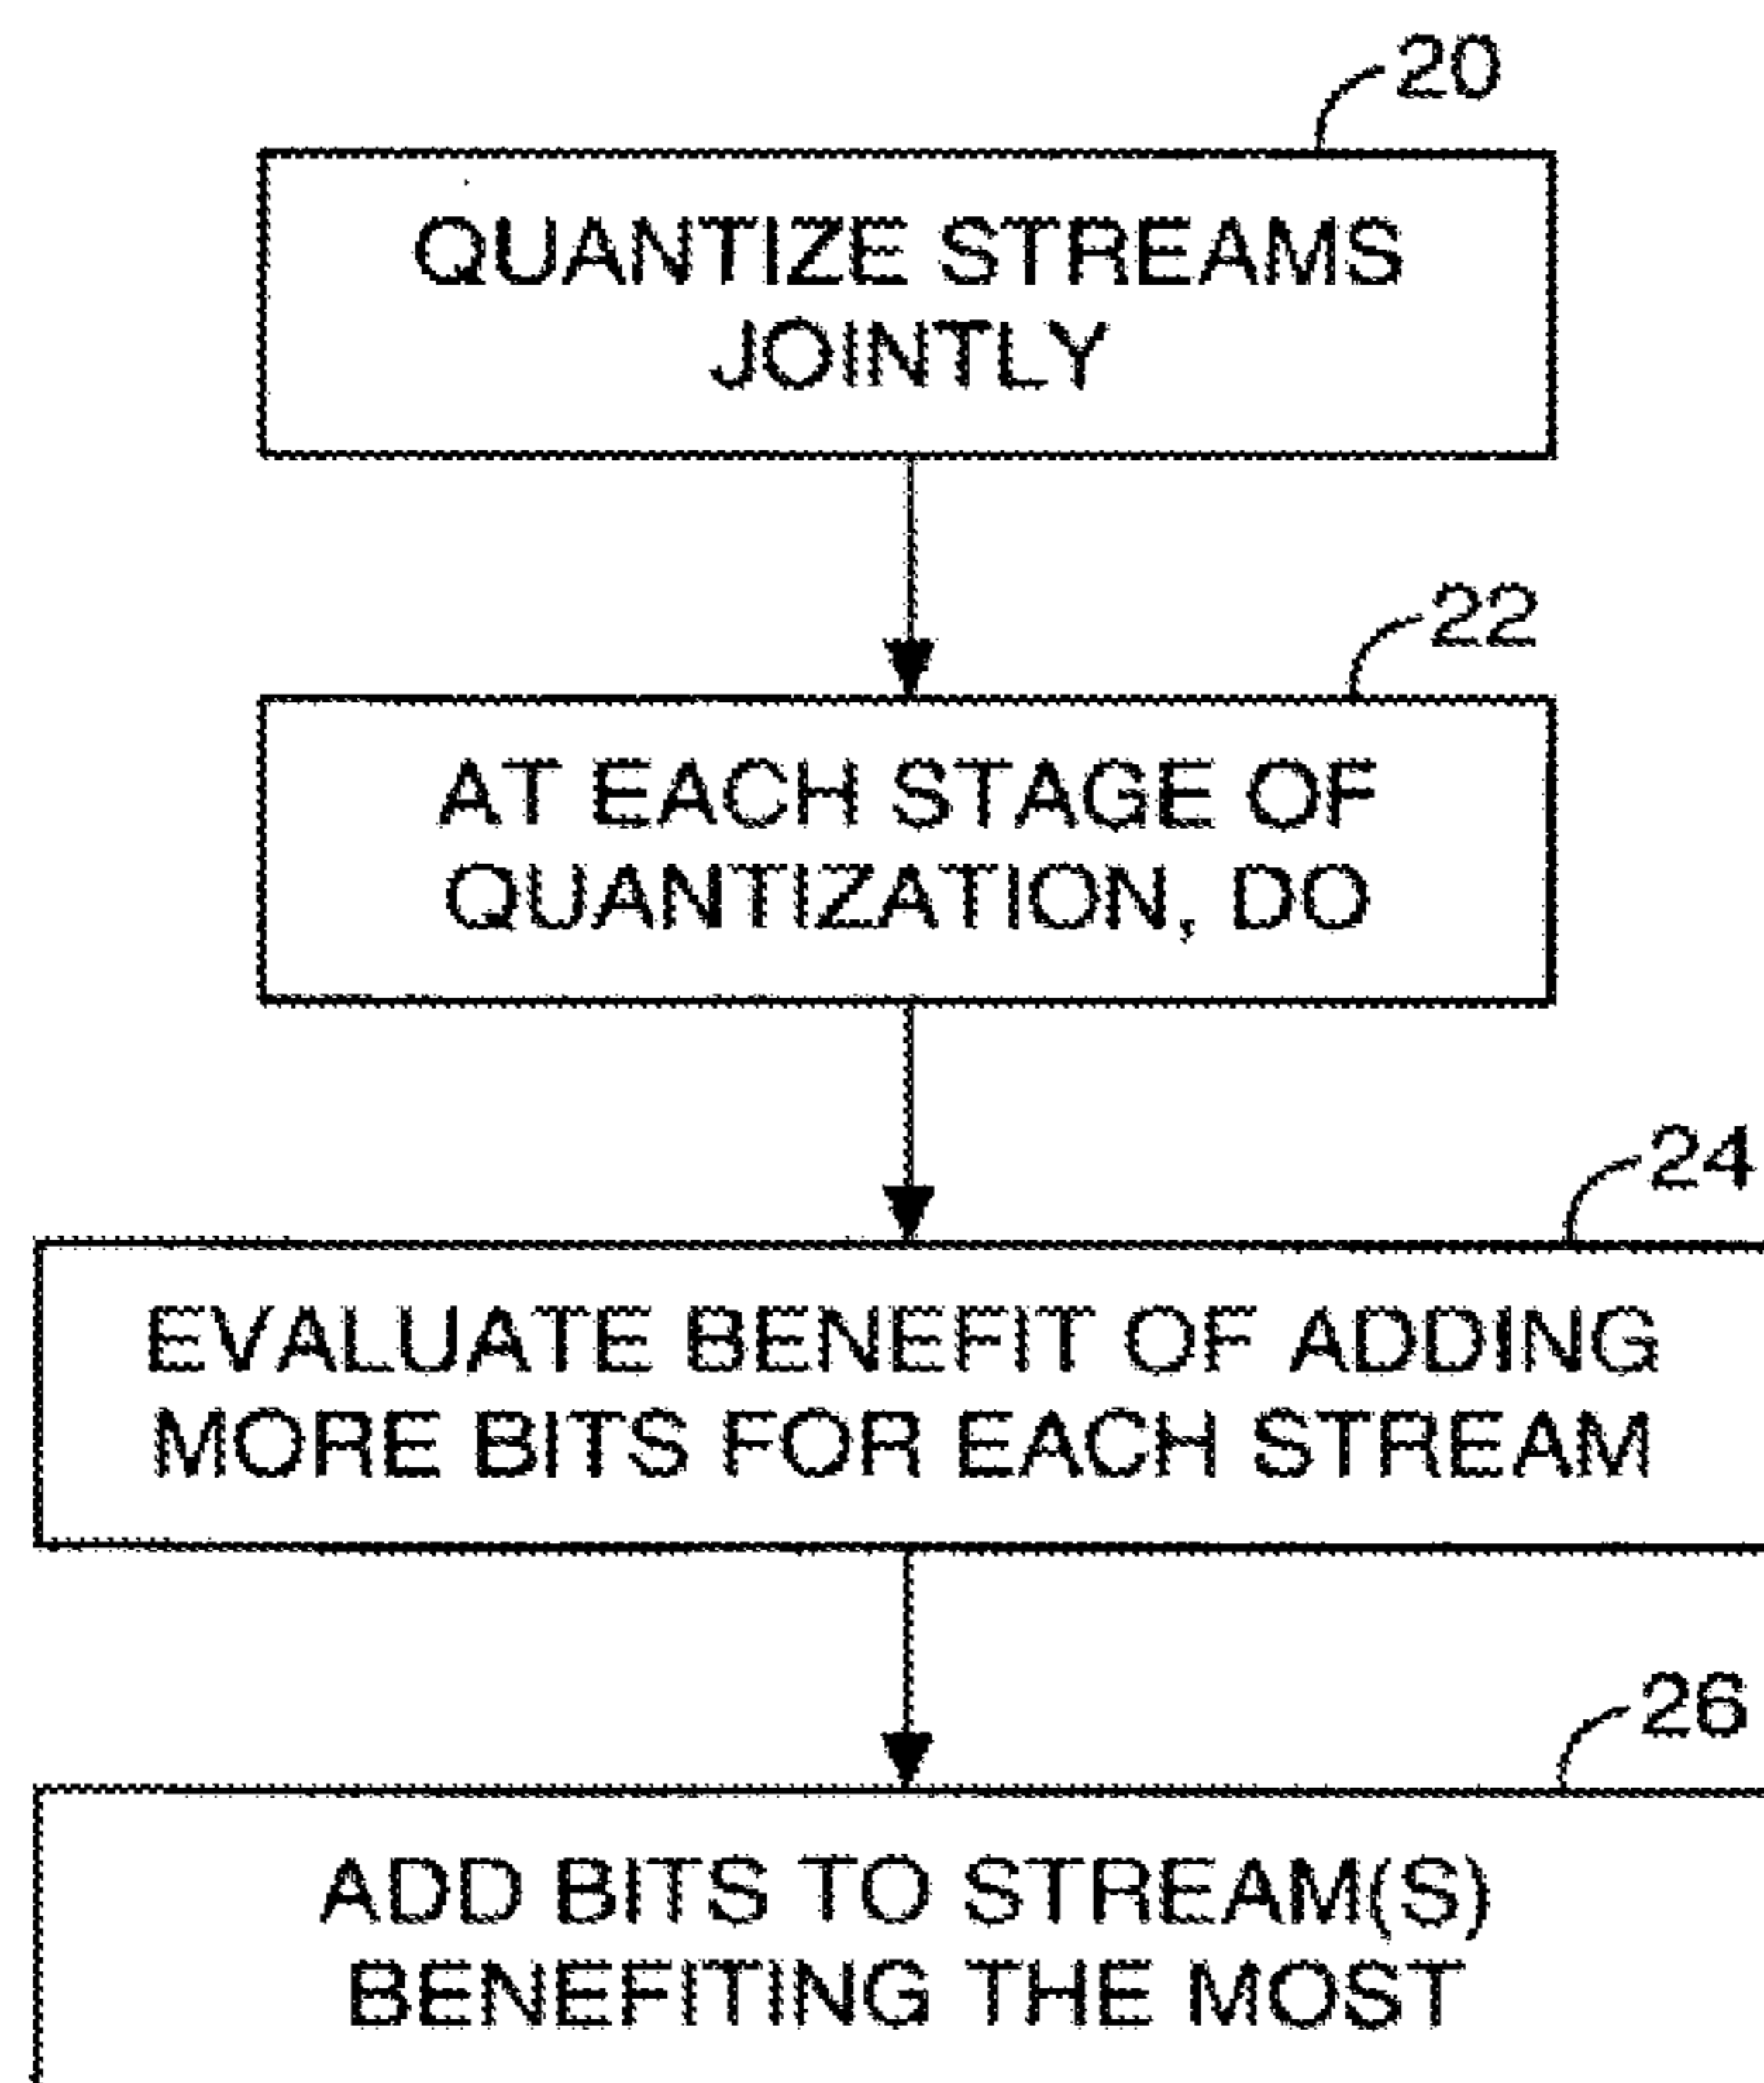 20
QUANTIZE STREAMS
JOINTLY
22
AT EACH STAGE OF
QUANTIZATION, DO
24
EVALUATE BENEFIT OF ADDING
MORE BITS FOR EACH STREAM
26
ADD BITS TO STREAM(S)
BENEFITING THE MOST